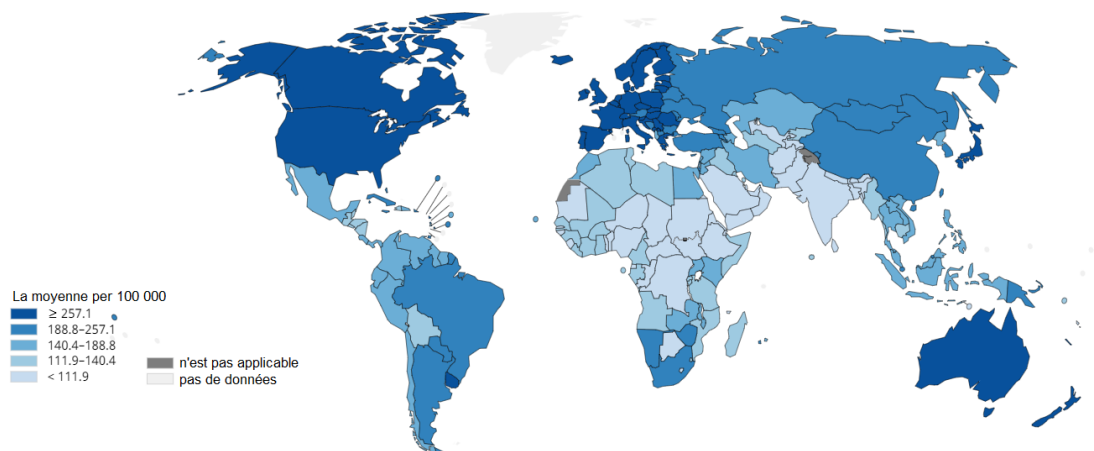 La moyenne per 100 000
≥ 257.1
188.8–257.1
140.4–188.8
111.9–140.4
< 111.9
n'est pas applicable
pas de données